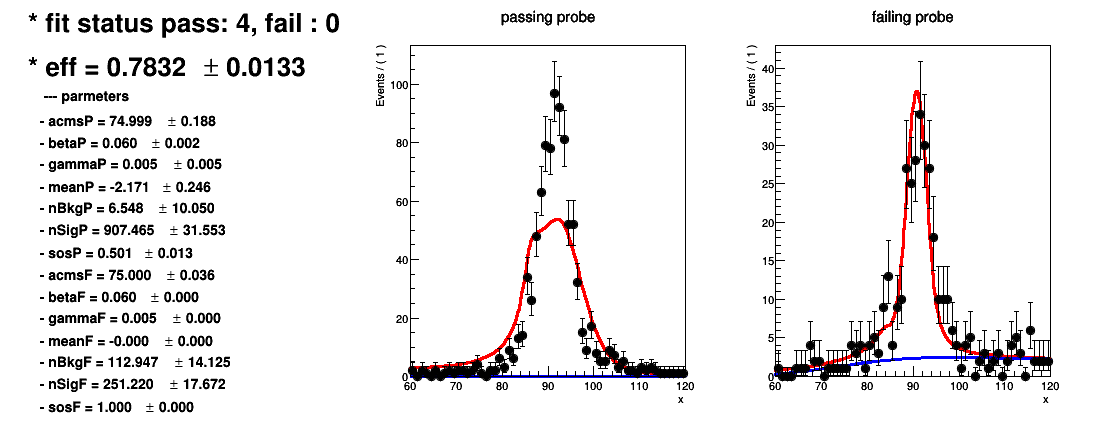 * fit status pass: 4, fail : 0
* eff = 0.7832 ± 0.0133
--- parmeters
- acmsP = 74.999 ± 0.188
- betaP = 0.060 ± 0.002
- gammaP = 0.005 ± 0.005
- meanP = -2.171 ± 0.246
- nBkgP = 6.548 ± 10.050
- nSigP = 907.465 ± 31.553
- sosP = 0.501 ± 0.013
- acmsF = 75.000 ± 0.036
- betaF = 0.060 ± 0.000
- gammaF = 0.005 ± 0.000
- meanF = -0.000 ± 0.000
- nBkgF = 112.947 ± 14.125
- nSigF = 251.220 ± 17.672
- sosF = 1.000 ± 0.000
passing probe
Events / ( 1 )
100
80
60
40
20
0
60 70 80 90 100 110 120
x
failing probe
Events / ( 1 )
40
35
30
25
20
15
10
5
0
60 70 80 90 100 110 120
x